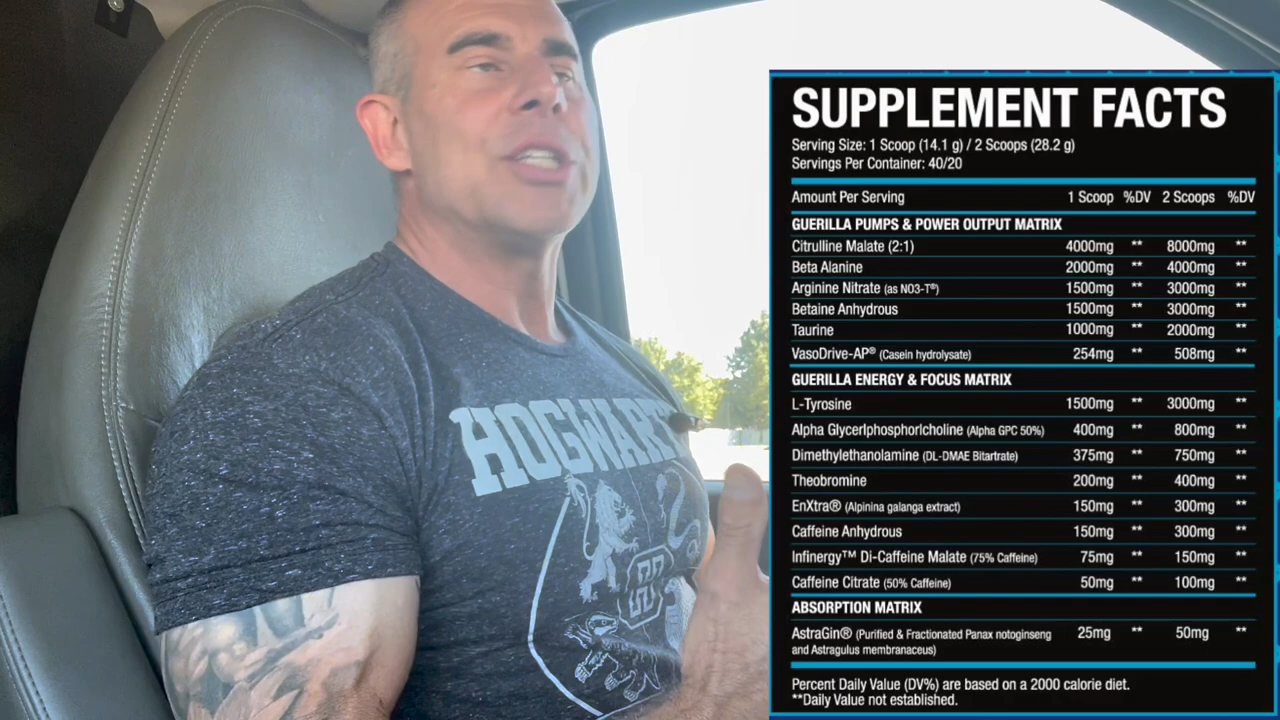 HOGWART
SUPPLEMENT FACTS
Serving Size: 1 Scoop (14.1 g) / 2 Scoops (28.2 g)
Servings Per Container: 40/20
Amount Per Serving 1 Scoop %DV 2 Scoops %DV
GUERILLA PUMPS & POWER OUTPUT MATRIX
Citrulline Malate (2:1) 4000mg ** 8000mg **
Beta Alanine 2000mg ** 4000mg **
Arginine Nitrate (as NO3-T®) 1500mg ** 3000mg **
Betaine Anhydrous 1500mg ** 3000mg **
Taurine 1000mg ** 2000mg **
VasoDrive-AP® (Casein hydrolysate) 254mg ** 508mg **
GUERILLA ENERGY & FOCUS MATRIX
L-Tyrosine 1500mg ** 3000mg **
Alpha Glycerlphosphorlcholine (Alpha GPC 50%) 400mg ** 800mg **
Dimethylethanolamine (DL-DMAE Bitartrate) 375mg ** 750mg **
Theobromine 200mg ** 400mg **
EnXtra® (Alpinina galanga extract) 150mg ** 300mg **
Caffeine Anhydrous 150mg ** 300mg **
Infinergy™ Di-Caffeine Malate (75% Caffeine) 75mg ** 150mg **
Caffeine Citrate (50% Caffeine) 50mg ** 100mg **
ABSORPTION MATRIX
AstraGin® (Purified & Fractionated Panax notoginseng 25mg ** 50mg **
and Astragulus membranaceus)
Percent Daily Value (DV%) are based on a 2000 calorie diet.
**Daily Value not established.